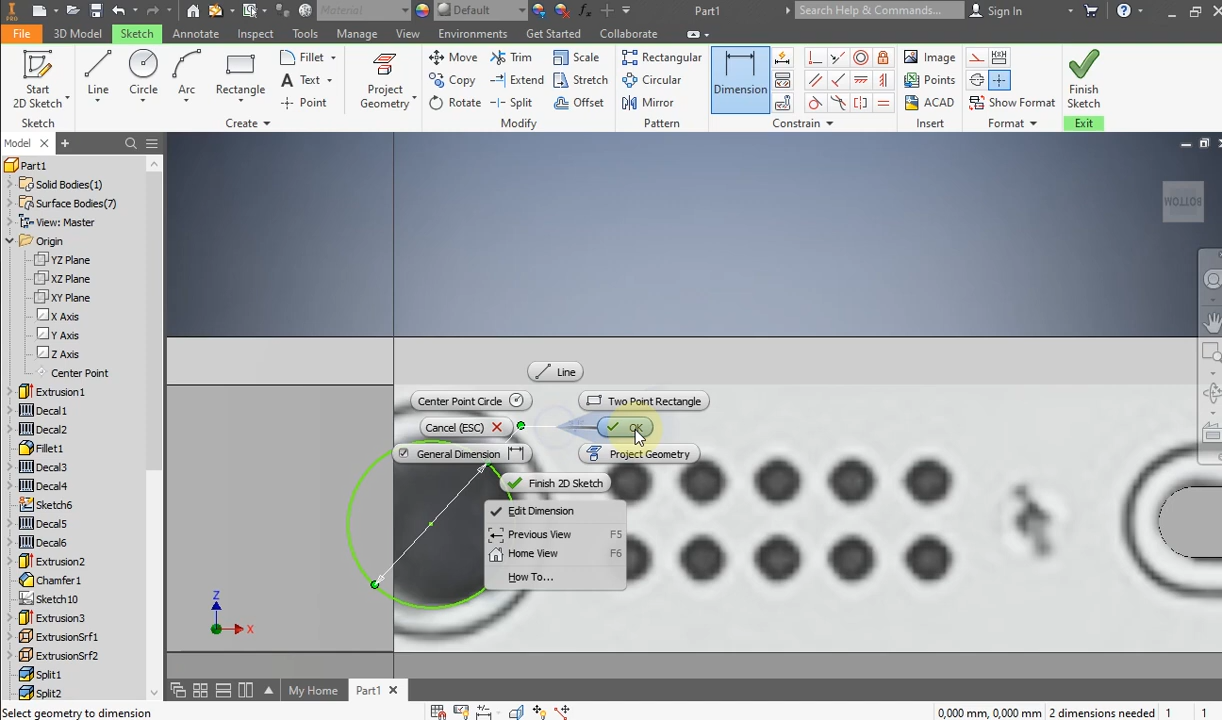 PRO
Material
Default
Part1
Search Help & Commands...
Sign In
File
3D Model
Sketch
Annotate
Inspect
Tools
Manage
View
Environments
Get Started
Collaborate
Start
2D Sketch
Line
Circle
Arc
Rectangle
Fillet
Text
Point
Project
Geometry
Move
Copy
Rotate
Trim
Extend
Split
Scale
Stretch
Offset
Rectangular
Circular
Mirror
Dimension
Image
Points
ACAD
Show Format
Finish
Sketch
Sketch
Create
Modify
Pattern
Constrain
Insert
Format
Exit
Model
Part1
Solid Bodies(1)
Surface Bodies(7)
View: Master
Origin
YZ Plane
XZ Plane
XY Plane
X Axis
Y Axis
Z Axis
Center Point
Extrusion1
Decal1
Decal2
Fillet1
Decal3
Decal4
Sketch6
Decal5
Decal6
Extrusion2
Chamfer1
Sketch10
Extrusion3
ExtrusionSrf1
ExtrusionSrf2
Split1
Split2
BOTTOM
Line
Center Point Circle
Two Point Rectangle
Cancel (ESC)
OK
General Dimension
Project Geometry
Finish 2D Sketch
Edit Dimension
Previous View F5
Home View F6
How To...
Z
X
My Home
Part1
Select geometry to dimension
0,000 mm, 0,000 mm
2 dimensions needed
1
1